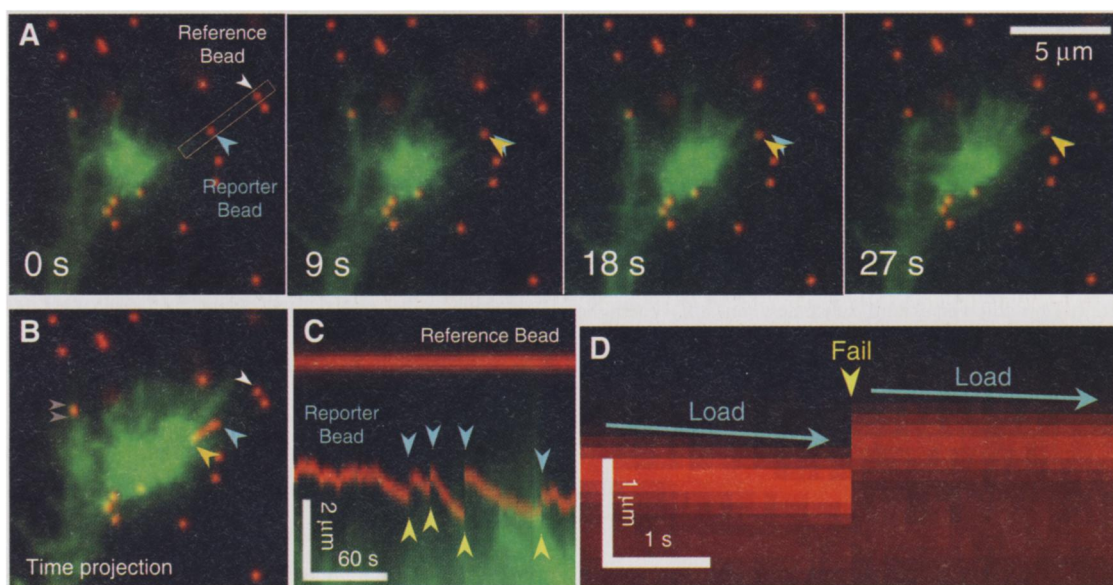 A
Reference
Bead
Reporter
Bead
0 s
9 s
18 s
27 s
5 μm
B
Time projection
C
Reference Bead
Reporter
Bead
2 μm
60 s
D
Fail
Load
Load
1 μm
1 s